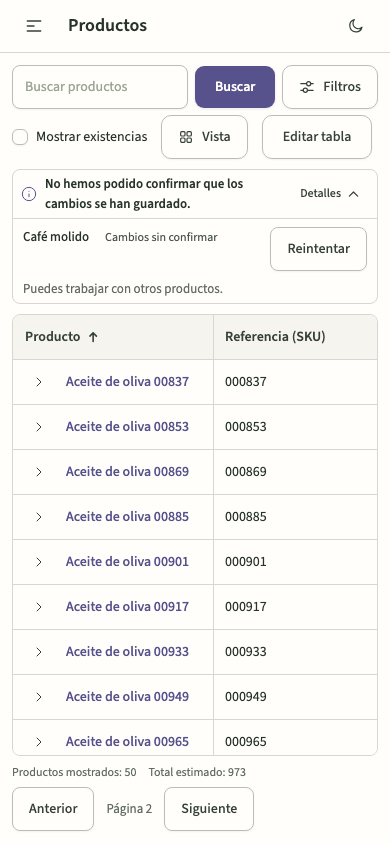 Productos
Buscar productos
Buscar
Filtros
Mostrar existencias
Vista
Editar tabla
No hemos podido confirmar que los
cambios se han guardado.
Detalles
Café molido
Cambios sin confirmar
Reintentar
Puedes trabajar con otros productos.
Producto
Referencia (SKU)
Aceite de oliva 00837
000837
Aceite de oliva 00853
000853
Aceite de oliva 00869
000869
Aceite de oliva 00885
000885
Aceite de oliva 00901
000901
Aceite de oliva 00917
000917
Aceite de oliva 00933
000933
Aceite de oliva 00949
000949
Aceite de oliva 00965
000965
Productos mostrados: 50
Total estimado: 973
Anterior
Página 2
Siguiente